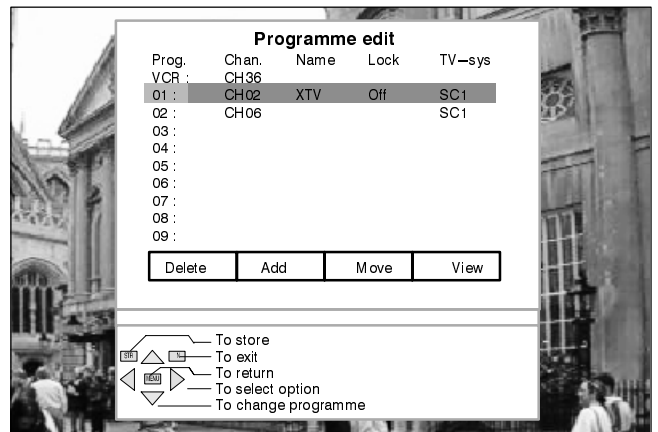 Programme edit
Prog. Chan. Name Lock TV–sys
VCR : CH36
01 : CH02 XTV Off SC1
02 : CH06 SC1
03 :
04 :
05 :
06 :
07 :
08 :
09 :
Delete Add Move View
To store
STR To exit
To return
MENU To select option
To change programme